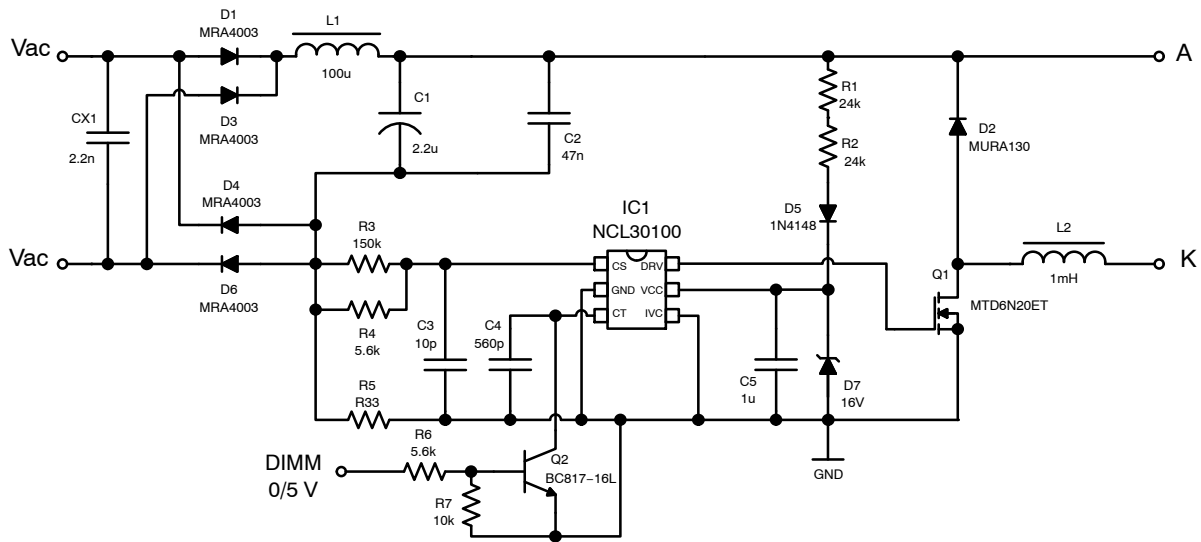 D1
MRA4003
L1
Vac
A
100u
R1
24k
C1
CX1
D3
MRA4003
2.2n
2.2u
C2
47n
R2
24k
D2
MURA130
D4
MRA4003
IC1
NCL30100
D5
1N4148
R3
150k
L2
Vac
CS
DRV
K
1mH
Q1
D6
MRA4003
GND
VCC
MTD6N20ET
CT
IVC
R4
5.6k
C3
10p
C4
560p
R5
R33
C5
1u
D7
16V
R6
5.6k
DIMM
0/5 V
Q2
BC817-16L
GND
R7
10k